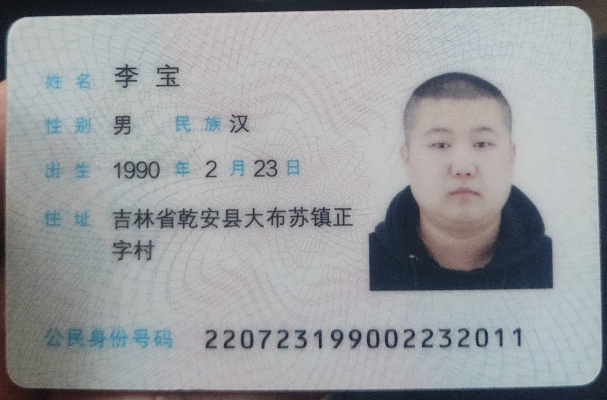 姓名 李宝
性别 男 民族 汉
出生 1990 年 2 月 23 日
住址 吉林省乾安县大布苏镇正
字村
公民身份号码 220723199002232011